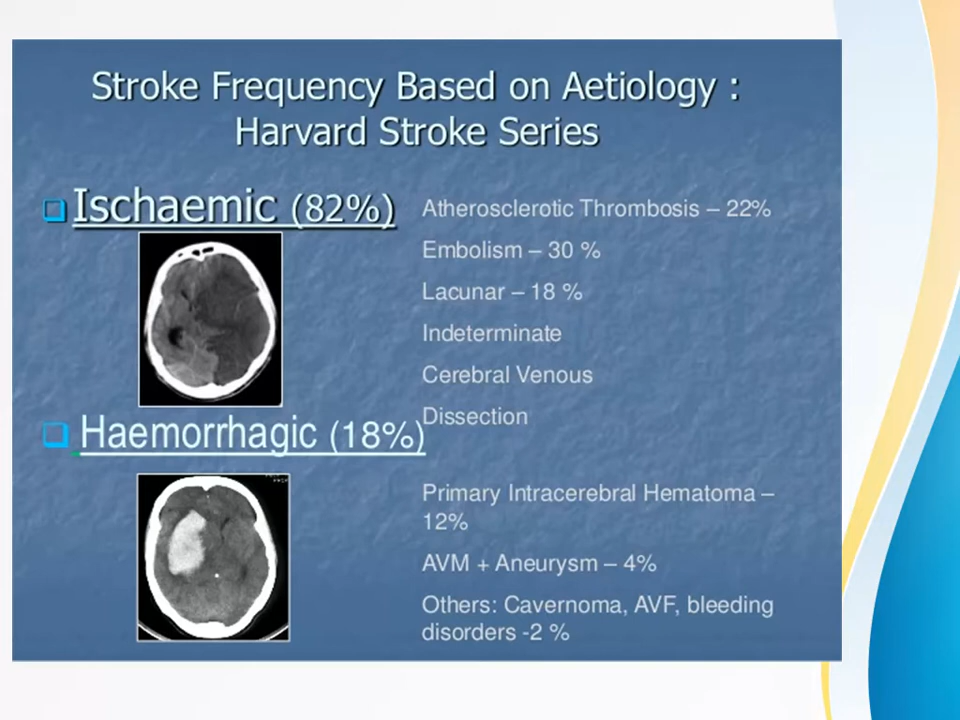 Stroke Frequency Based on Aetiology :
Harvard Stroke Series
Ischaemic (82%)
Atherosclerotic Thrombosis – 22%
Embolism – 30 %
Lacunar – 18 %
Indeterminate
Cerebral Venous
Dissection
Haemorrhagic (18%)
Primary Intracerebral Hematoma –
12%
AVM + Aneurysm – 4%
Others: Cavernoma, AVF, bleeding
disorders -2 %